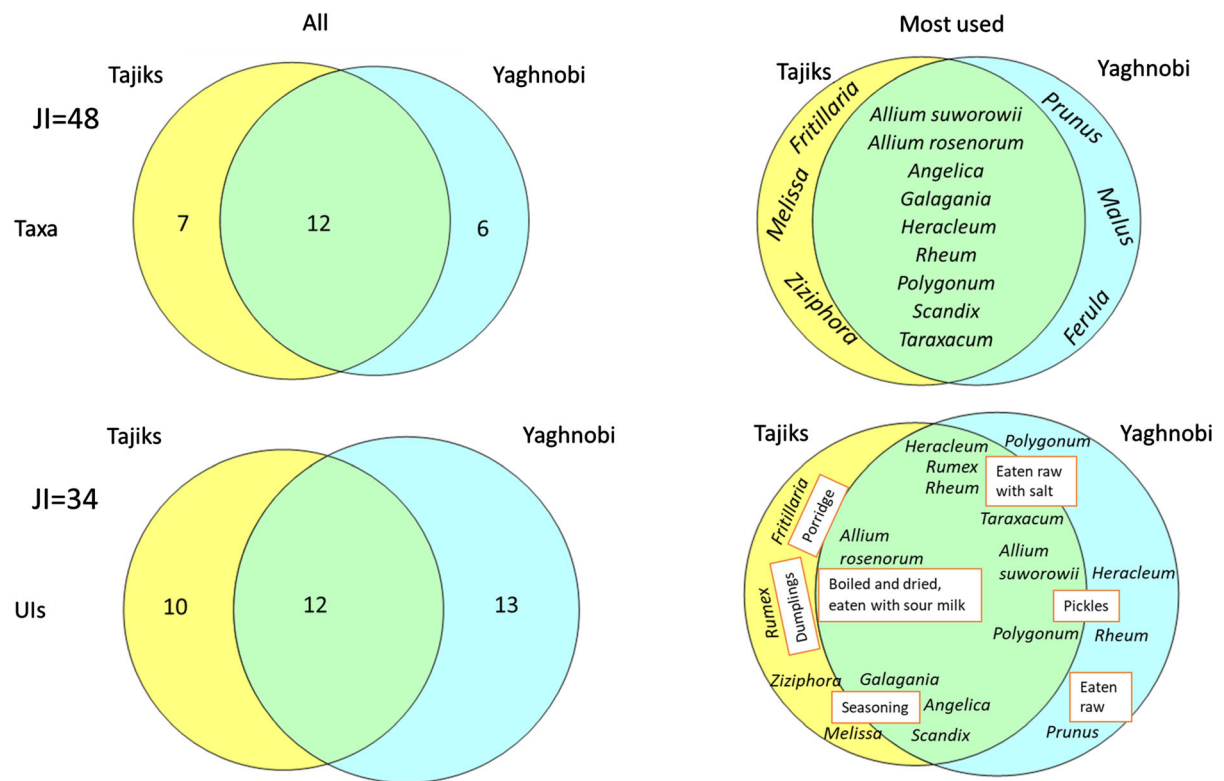 All
Most used
Tajiks
Yaghnobi
JI=48
Taxa
7
12
6
Tajiks
Yaghnobi
Fritillaria
Melissa
Ziziphora
Allium suworowii
Allium rosenorum
Angelica
Galagania
Heracleum
Rheum
Polygonum
Scandix
Taraxacum
Prunus
Malus
Ferula
Tajiks
Yaghnobi
JI=34
UIs
10
12
13
Tajiks
Yaghnobi
Heracleum
Rumex
Rheum
Polygonum
Eaten raw
with salt
Taraxacum
Fritillaria
Porridge
Allium
rosenorum
Allium
suworowii
Heracleum
Rumex
Dumplings
Boiled and dried,
eaten with sour milk
Pickles
Polygonum
Rheum
Ziziphora
Galagania
Seasoning
Angelica
Melissa
Scandix
Eaten
raw
Prunus